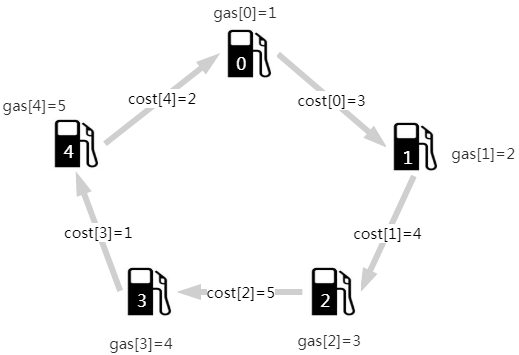 gas[0]=1
0
cost[4]=2
cost[0]=3
gas[4]=5
4
1
gas[1]=2
cost[3]=1
cost[1]=4
3
cost[2]=5
2
gas[3]=4
gas[2]=3